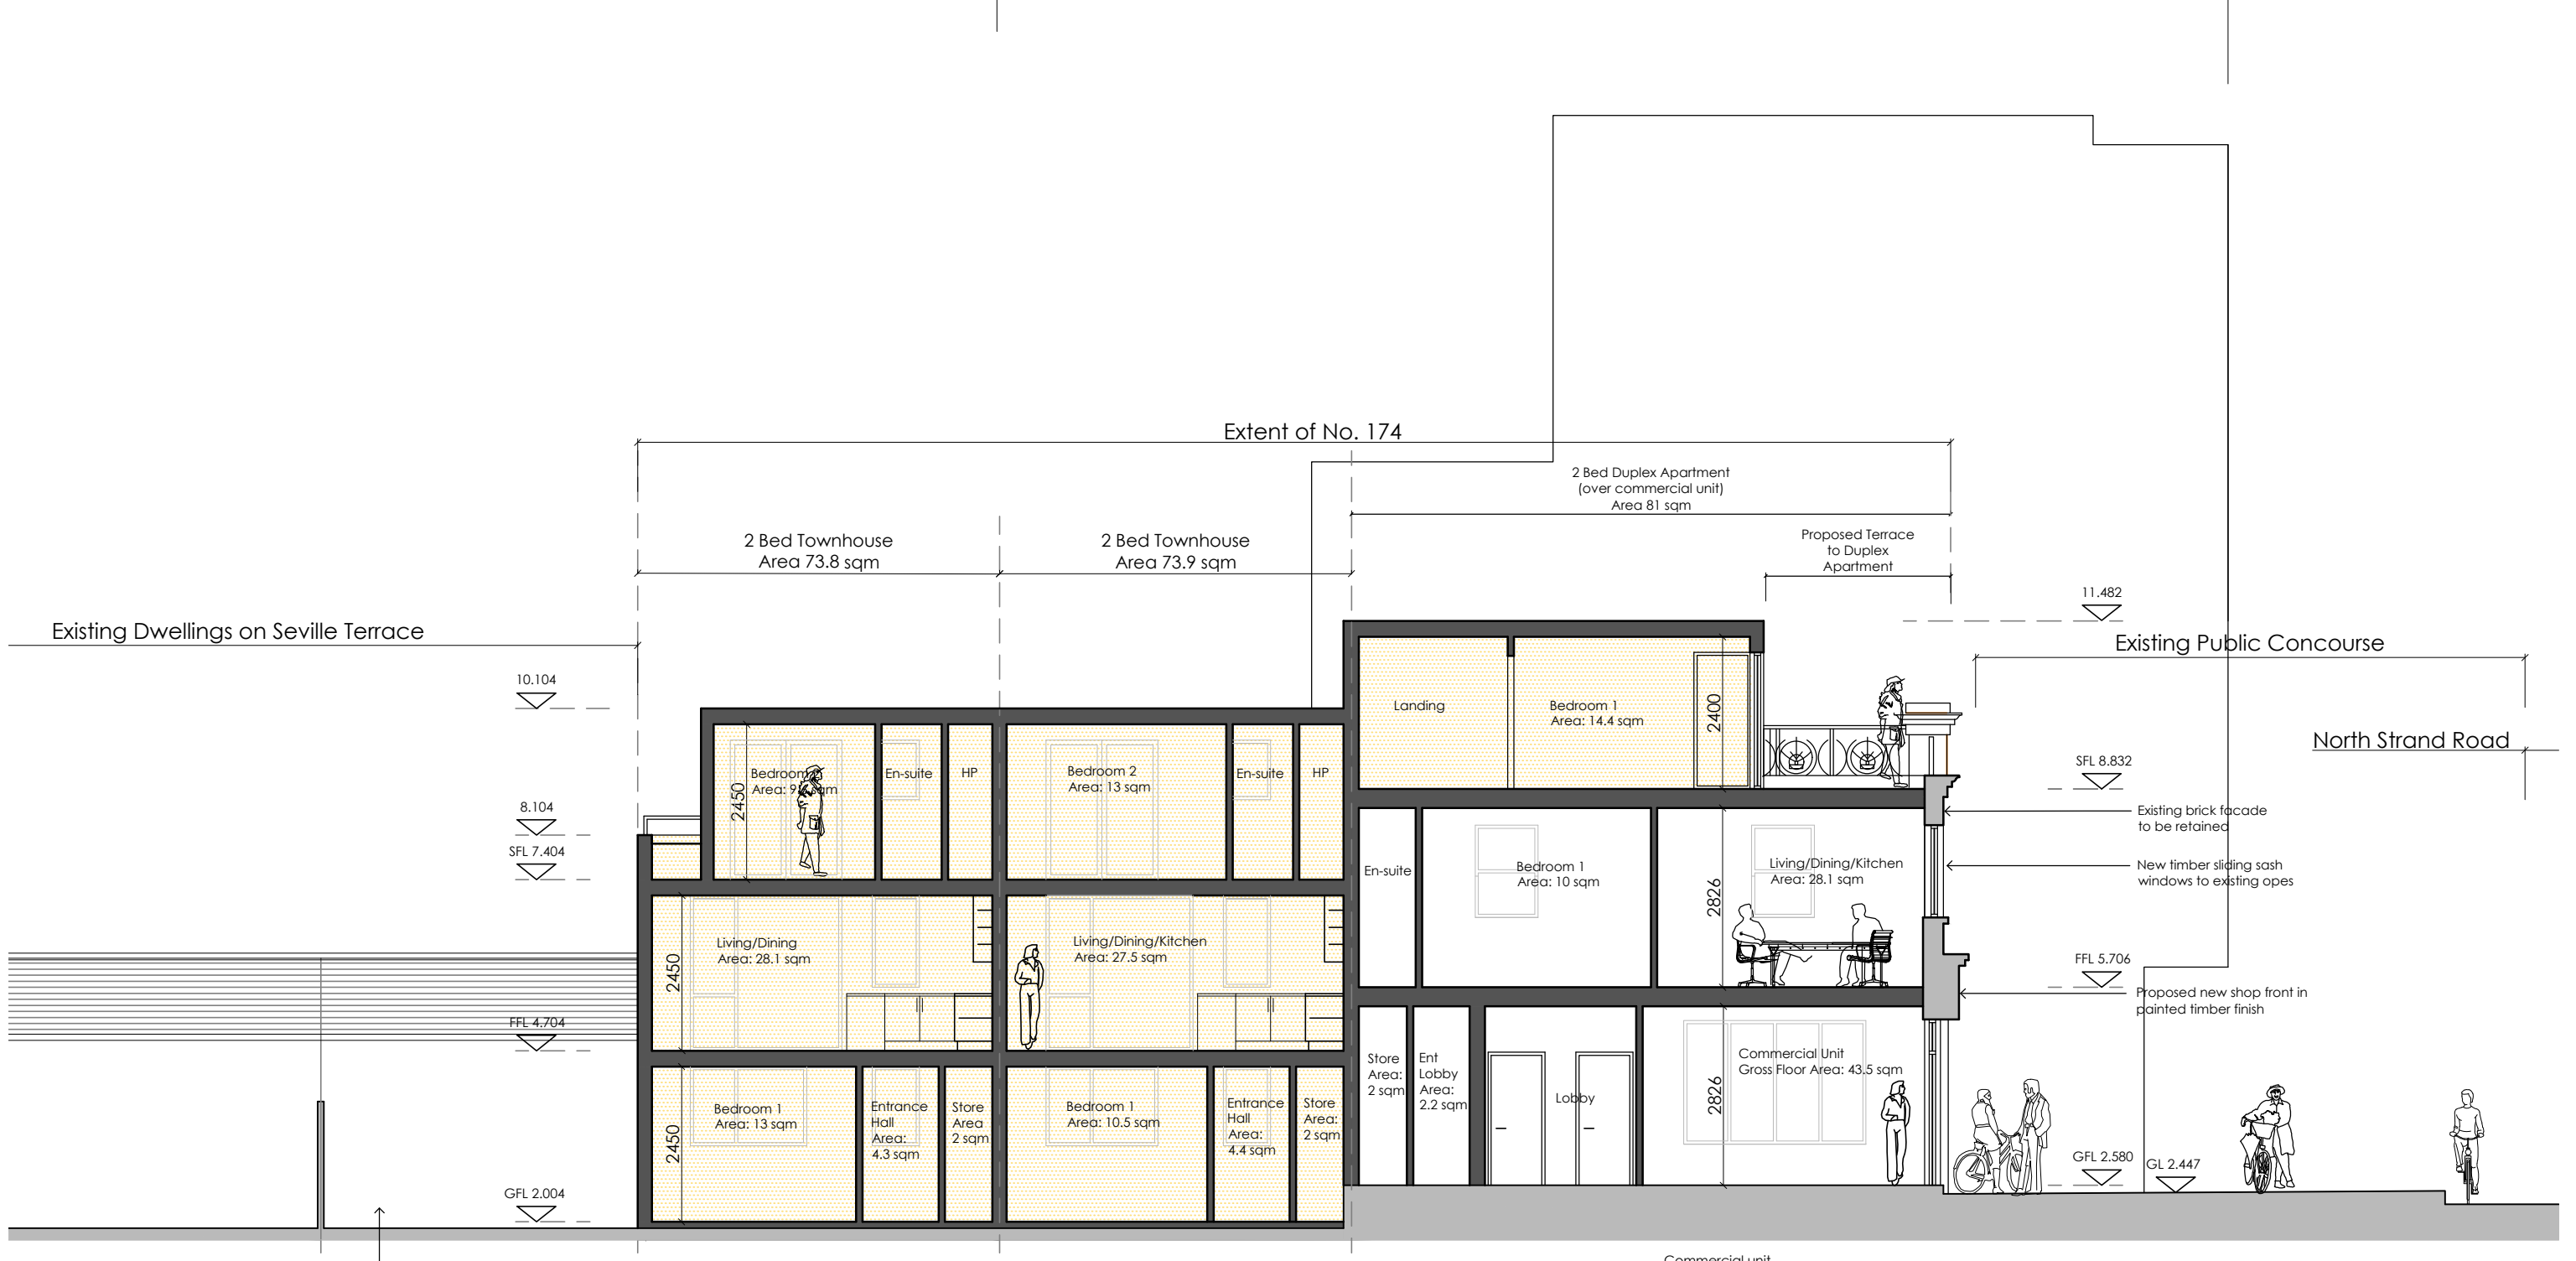 Extent of No. 174
2 Bed Duplex Apartment
(over commercial unit)
Area 81 sqm
2 Bed Townhouse
Area 73.8 sqm
2 Bed Townhouse
Area 73.9 sqm
Proposed Terrace
to Duplex
Apartment
Existing Dwellings on Seville Terrace
11.482
Existing Public Concourse
10.104
North Strand Road
8.104
SFL 7.404
SFL 8.832
Landing
Bedroom 1
Area: 14.4 sqm
2400
Bedroom
Area: sqm
2450
En-suite
HP
Bedroom 2
Area: 13 sqm
En-suite
HP
Existing brick facade
to be retained
New timber sliding sash
windows to existing opes
En-suite
Bedroom 1
Area: 10 sqm
2826
Living/Dining/Kitchen
Area: 28.1 sqm
Living/Dining
Area: 28.1 sqm
2450
Living/Dining/Kitchen
Area: 27.5 sqm
FFL 5.706
Proposed new shop front in
painted timber finish
FFL 4.704
Bedroom 1
Area: 13 sqm
2450
Entrance
Hall
Area:
4.3 sqm
Store
Area
2 sqm
Bedroom 1
Area: 10.5 sqm
Entrance
Hall
Area:
4.4 sqm
Store
Area:
2 sqm
Store
Area:
2 sqm
Ent
Lobby
Area:
2.2 sqm
Lobby
2826
Commercial Unit
Gross Floor Area: 43.5 sqm
GFL 2.580
GL 2.447
GFL 2.004
Commercial unit